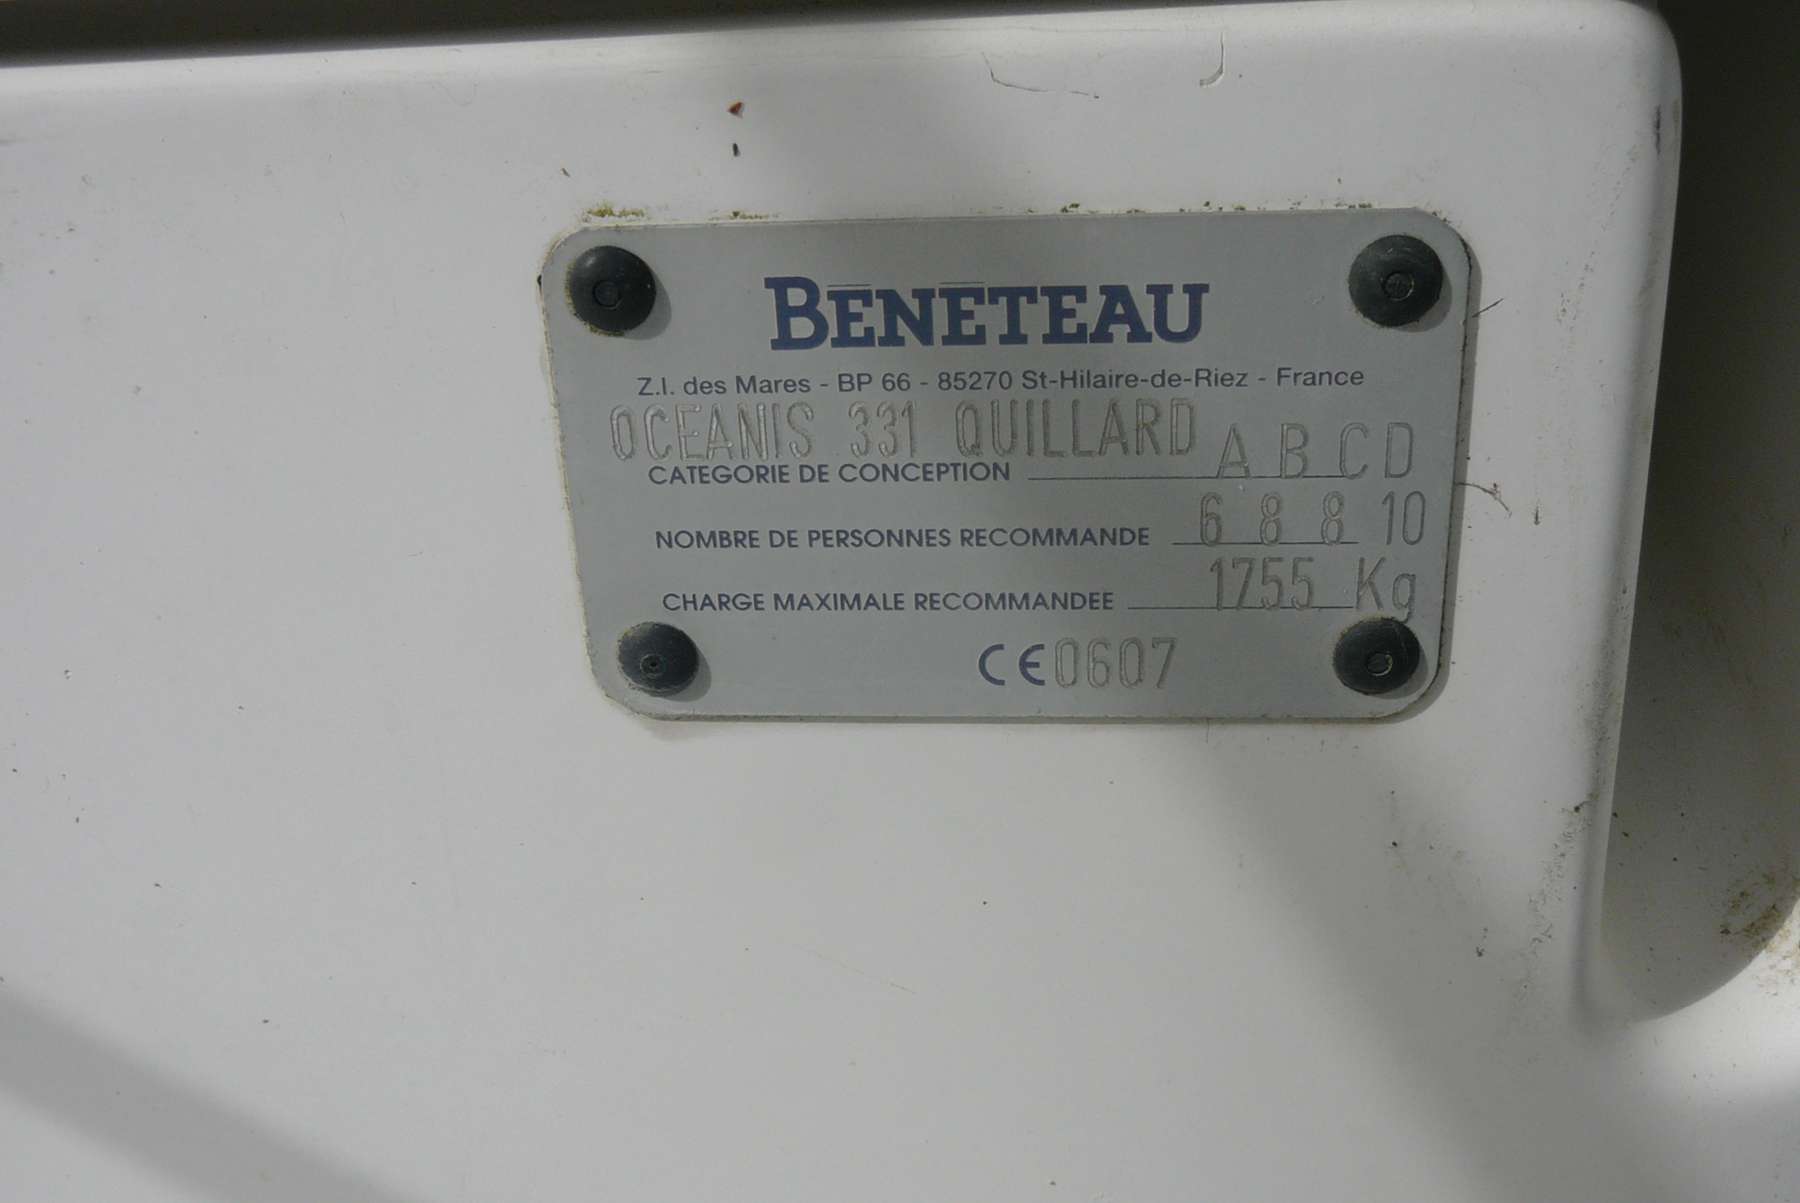 BĒNĒTEAU
Z.I. des Mares - BP 66 - 85270 St-Hilaire-de-Riez - France
OCEANIS 331 QUILLARD
CATEGORIE DE CONCEPTION A B C D
NOMBRE DE PERSONNES RECOMMANDE 6 8 8 10
CHARGE MAXIMALE RECOMMANDEE 1755 Kg
CE0607